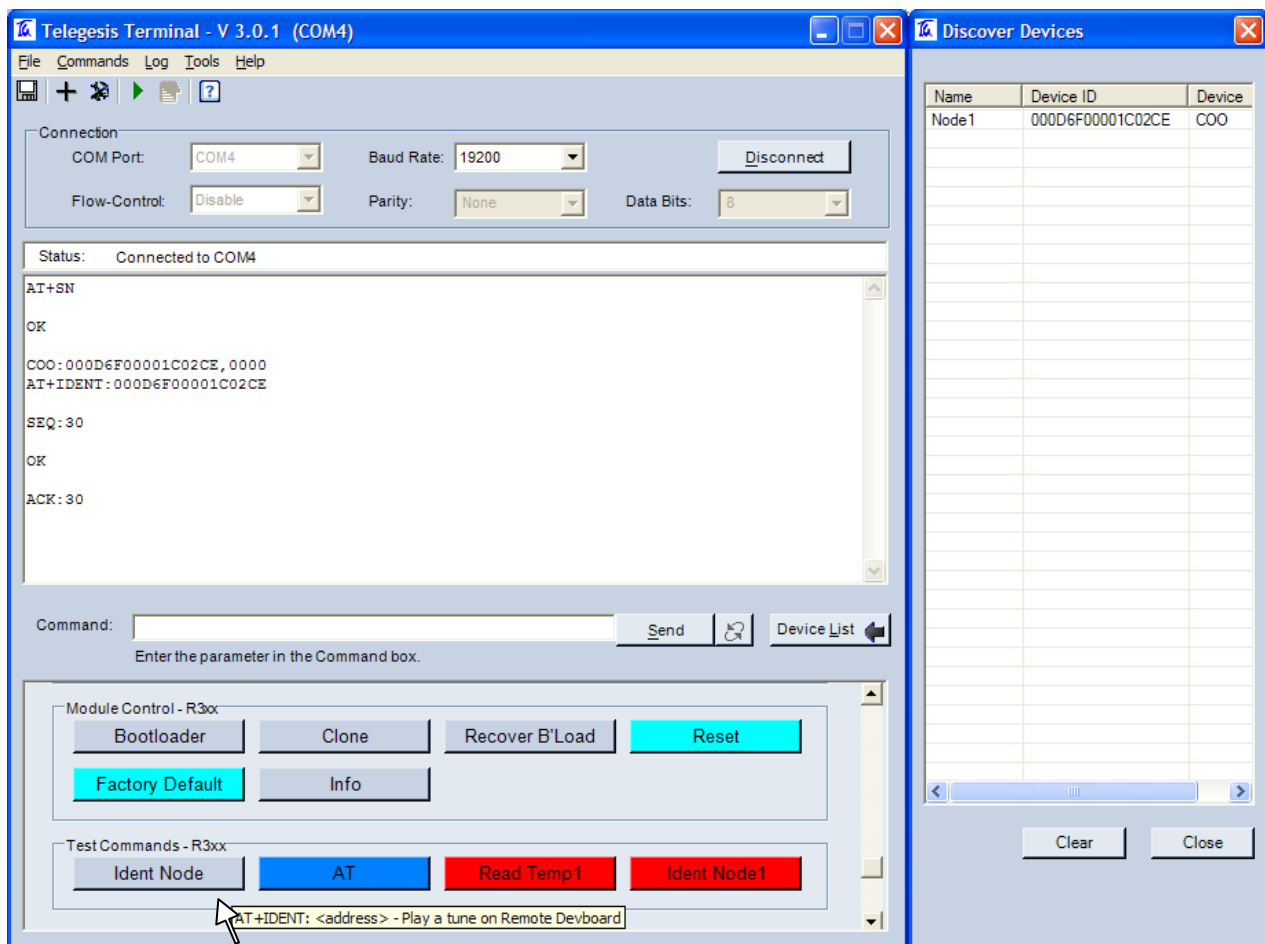 Telegesis Terminal - V 3.0.1 (COM4)
File Commands Log Tools Help
Connection
COM Port: COM4 Baud Rate: 19200 Disconnect
Flow-Control: Disable Parity: None Data Bits: 8
Status: Connected to COM4
AT+SN
OK
COO:000D6F00001C02CE,0000
AT+IDENT:000D6F00001C02CE
SEQ:30
OK
ACK:30
Command: Send Device List
Enter the parameter in the Command box.
Module Control - R3xx
Bootloader Clone Recover B'Load Reset
Factory Default Info
Test Commands - R3xx
Ident Node AT Read Temp1 Ident Node1
AT+IDENT: <address> - Play a tune on Remote Devboard
Discover Devices
Name Device ID Device
Node1 000D6F00001C02CE COO
Clear Close